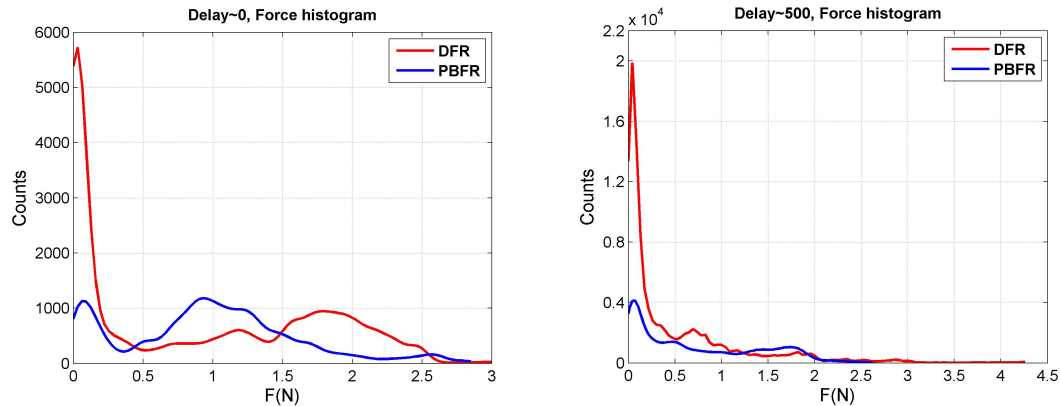 Delay~0, Force histogram
6000
5000
4000
3000
2000
1000
0
Counts
DFR
PBFR
0
0.5
1
1.5
2
2.5
3
F(N)
Delay~500, Force histogram
x 10^4
2.2
2
1.6
1.2
0.8
0.4
0
Counts
DFR
PBFR
0
0.5
1
1.5
2
2.5
3
3.5
4
4.5
F(N)